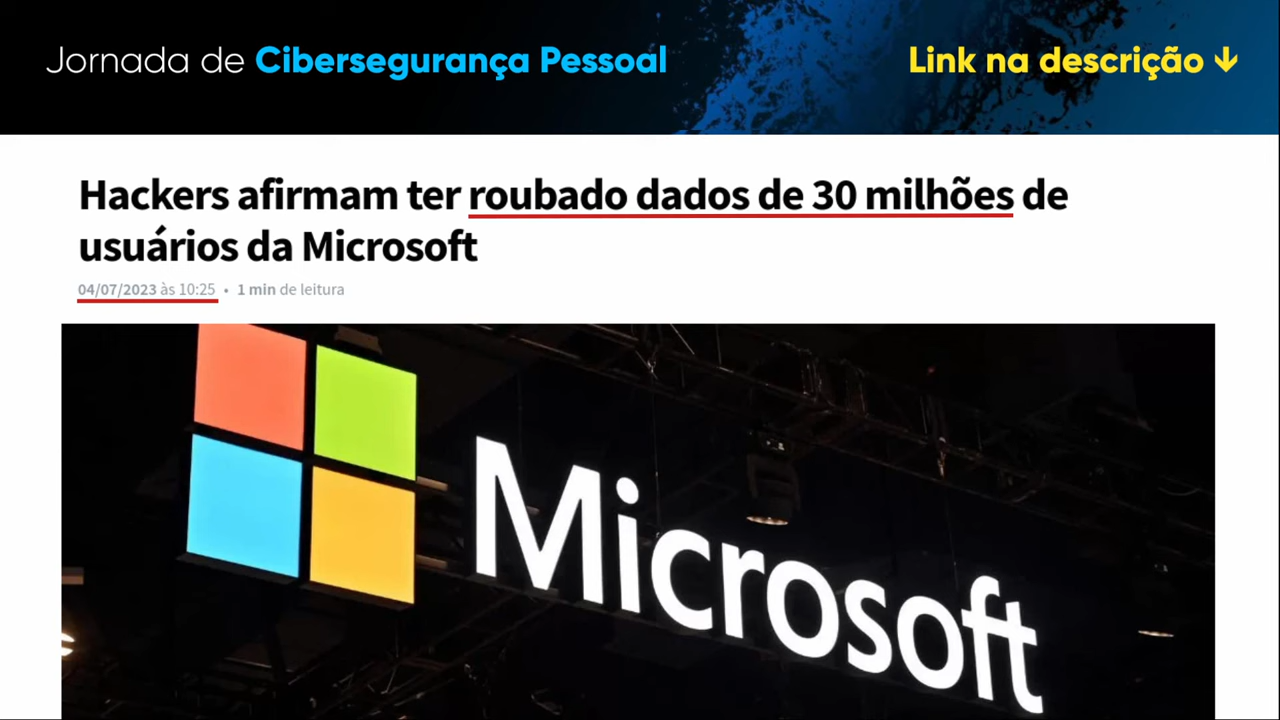 Jornada de Cibersegurança Pessoal
Link na descrição ↓
Hackers afirmam ter roubado dados de 30 milhões de
usuários da Microsoft
04/07/2023 às 10:25 • 1 min de leitura
Microsoft